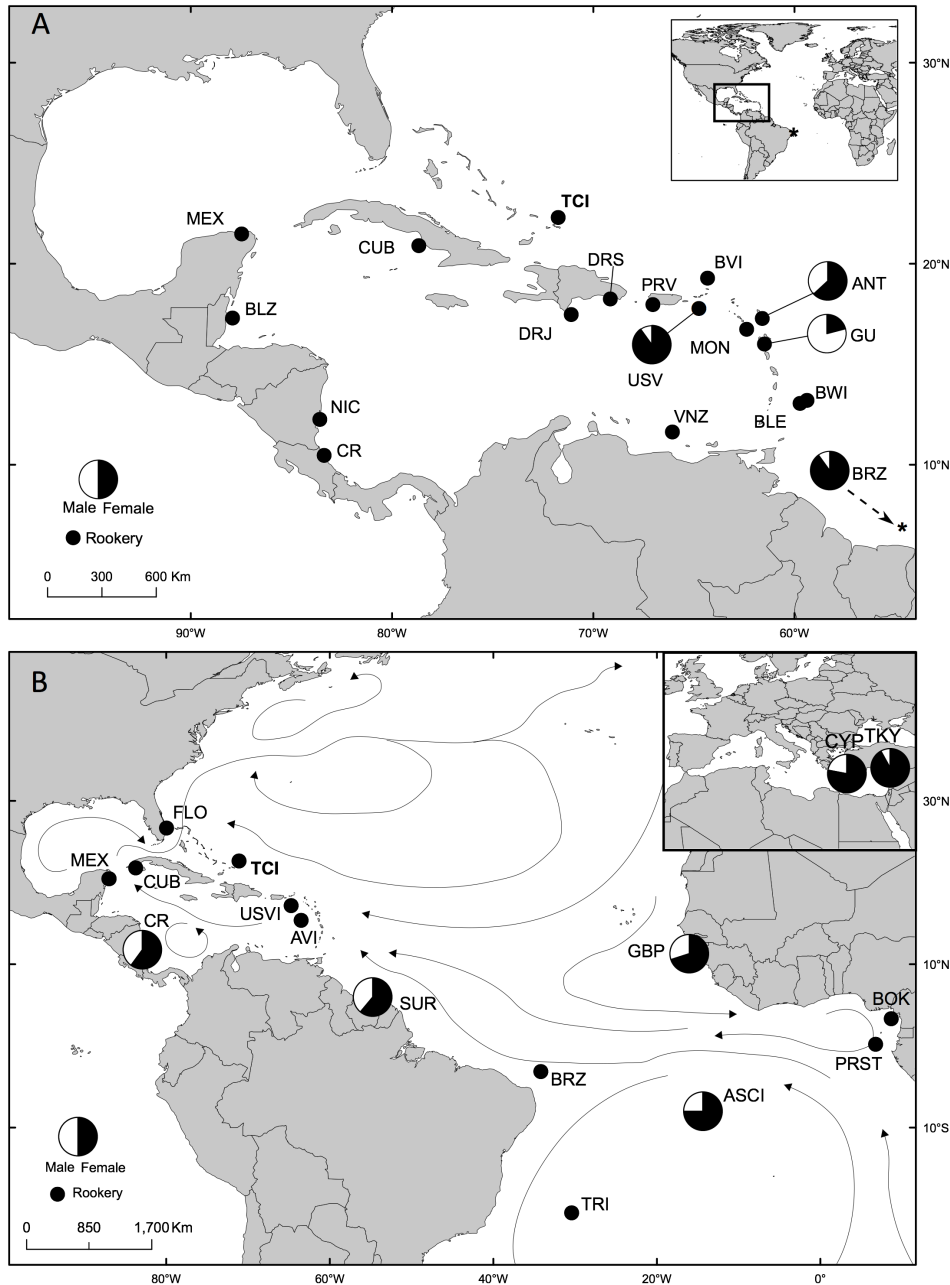 A
30°N
TCI
MEX
CUB
20°N
DRS
BVI
PRV
ANT
BLZ
DRJ
MON
GU
USV
NIC
BWI
VNZ
BLE
CR
10°N
BRZ
Male Female
*
Rookery
0 300 600 Km
90°W 80°W 70°W 60°W
B
CYP
TKY
30°N
FLO
MEX
TCI
CUB
USVI
CR
AVI
GBP
10°N
SUR
BOK
PRST
BRZ
ASCI
10°S
Male Female
Rookery
TRI
0 850 1,700 Km
80°W 60°W 40°W 20°W 0°